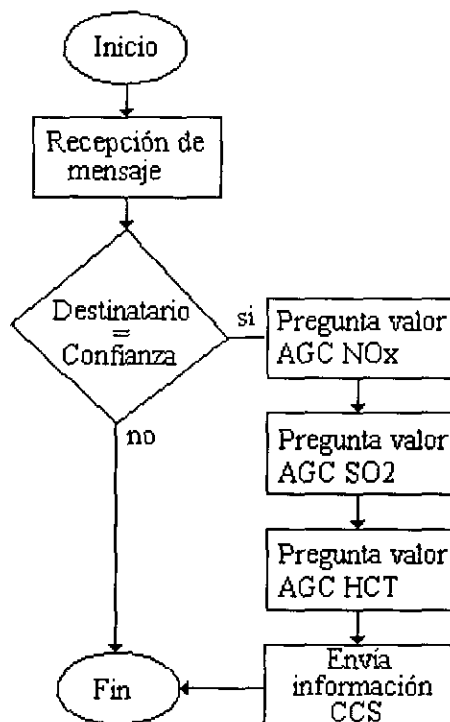 Inicio
Recepción de
mensaje
Destinatario
=
Confianza
si
no
Pregunta valor
AGC NOx
Pregunta valor
AGC SO2
Pregunta valor
AGC HCT
Envía
información
CCS
Fin